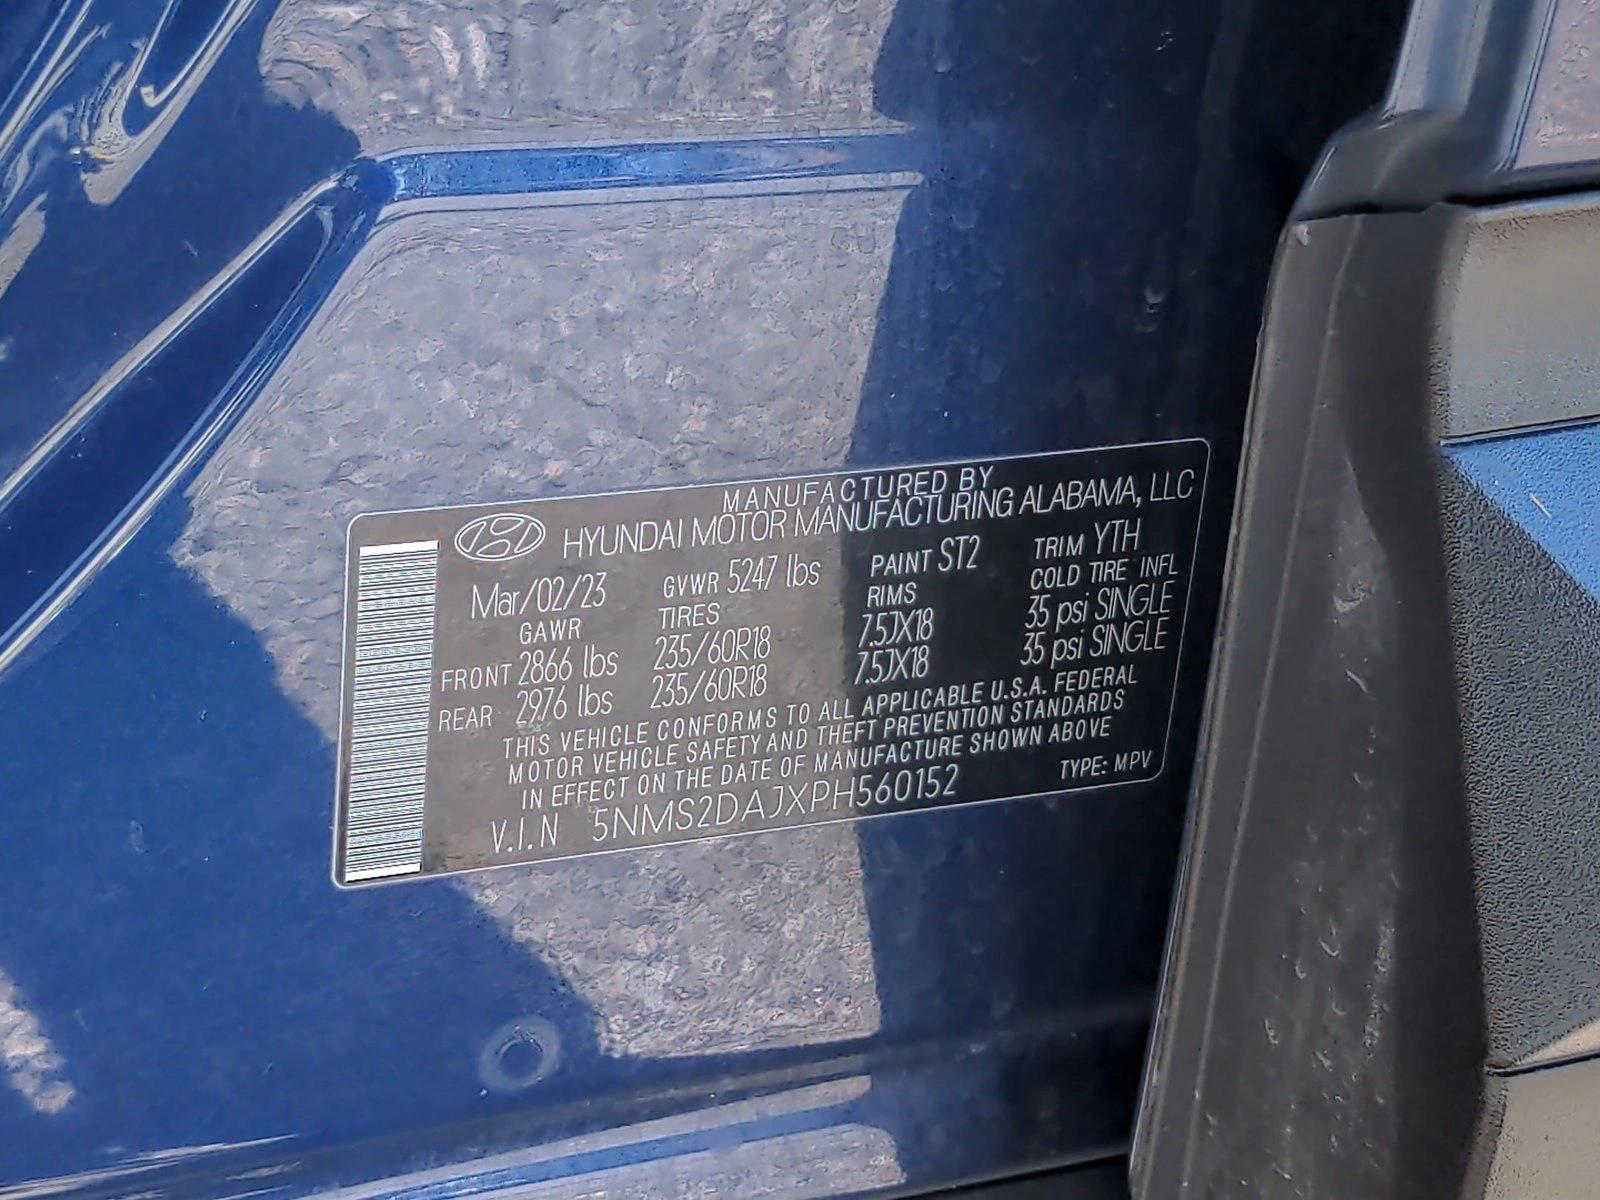 MANUFACTURED BY
HYUNDAI MOTOR MANUFACTURING ALABAMA, LLC
Mar/02/23 GVWR 5247 lbs PAINT ST2 TRIM YTH
GAWR TIRES RIMS COLD TIRE INFL
FRONT 2866 lbs 235/60R18 7.5JX18 35 psi SINGLE
REAR 2976 lbs 235/60R18 7.5JX18 35 psi SINGLE
THIS VEHICLE CONFORMS TO ALL APPLICABLE U.S.A. FEDERAL
MOTOR VEHICLE SAFETY AND THEFT PREVENTION STANDARDS
IN EFFECT ON THE DATE OF MANUFACTURE SHOWN ABOVE
V.I.N 5NMS2DAJXPH560152 TYPE: MPV